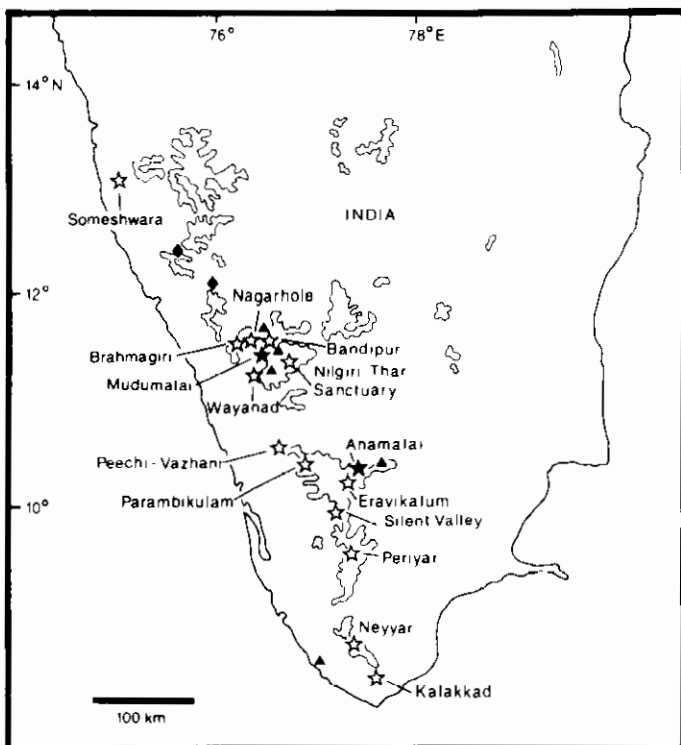 76° 78°E
14°N
INDIA
Someshwara
12°
Nagarhole
Brahmagiri
Bandipur
Mudumalai
Nilgiri Thar
Sanctuary
Wayanad
Anamalai
Peechi-Vazhani
Parambikulam
10°
Eravikalum
Silent Valley
Periyar
Neyyar
Kalakkad
100 km